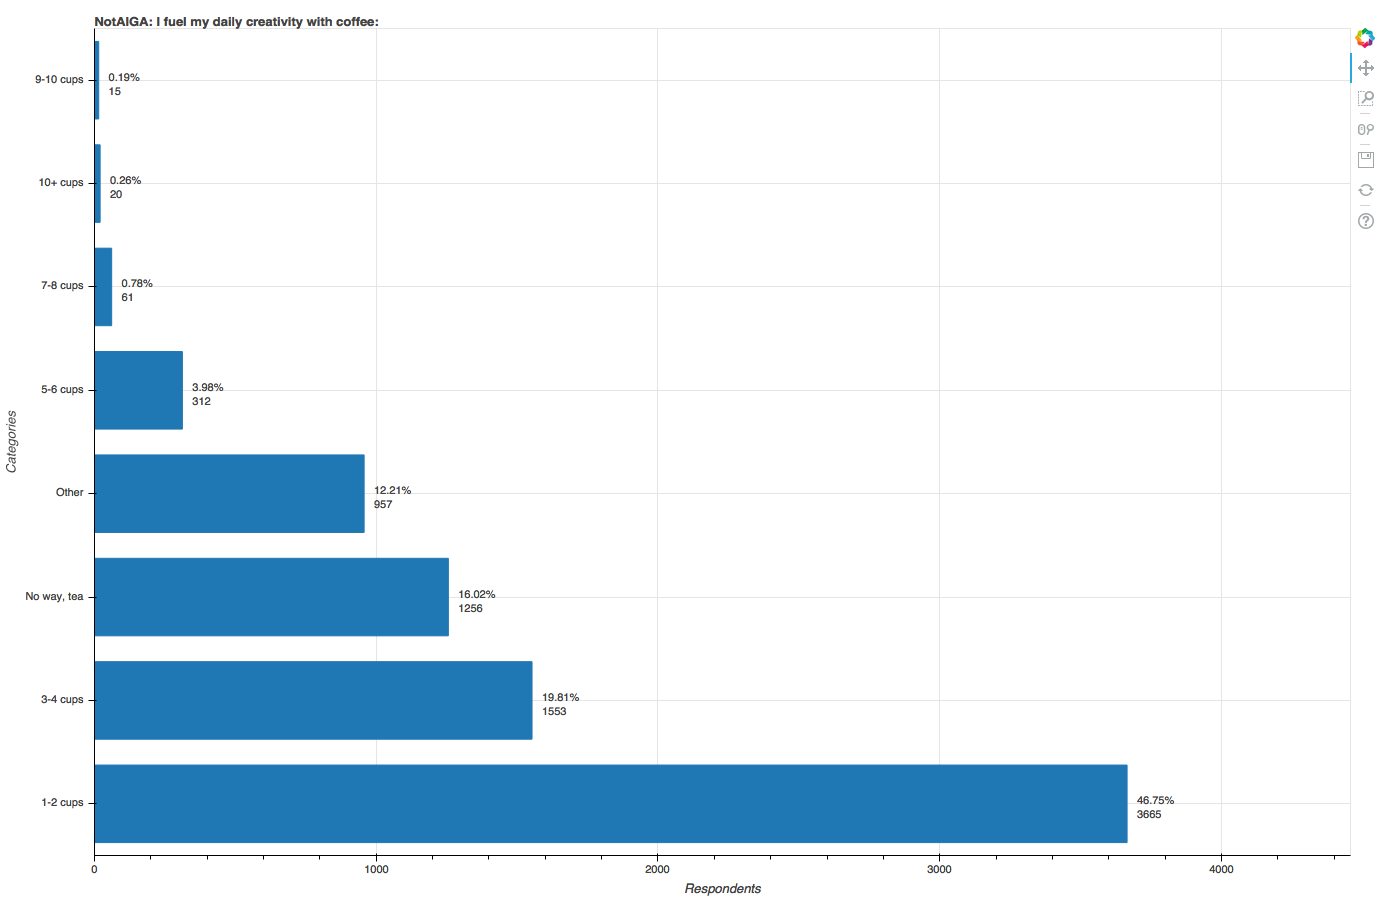 NotAIGA: I fuel my daily creativity with coffee:
9-10 cups
0.19%
15
10+ cups
0.26%
20
7-8 cups
0.78%
61
5-6 cups
3.98%
312
Categories
Other
12.21%
957
No way, tea
16.02%
1256
3-4 cups
19.81%
1553
1-2 cups
46.75%
3665
0 1000 2000 3000 4000
Respondents